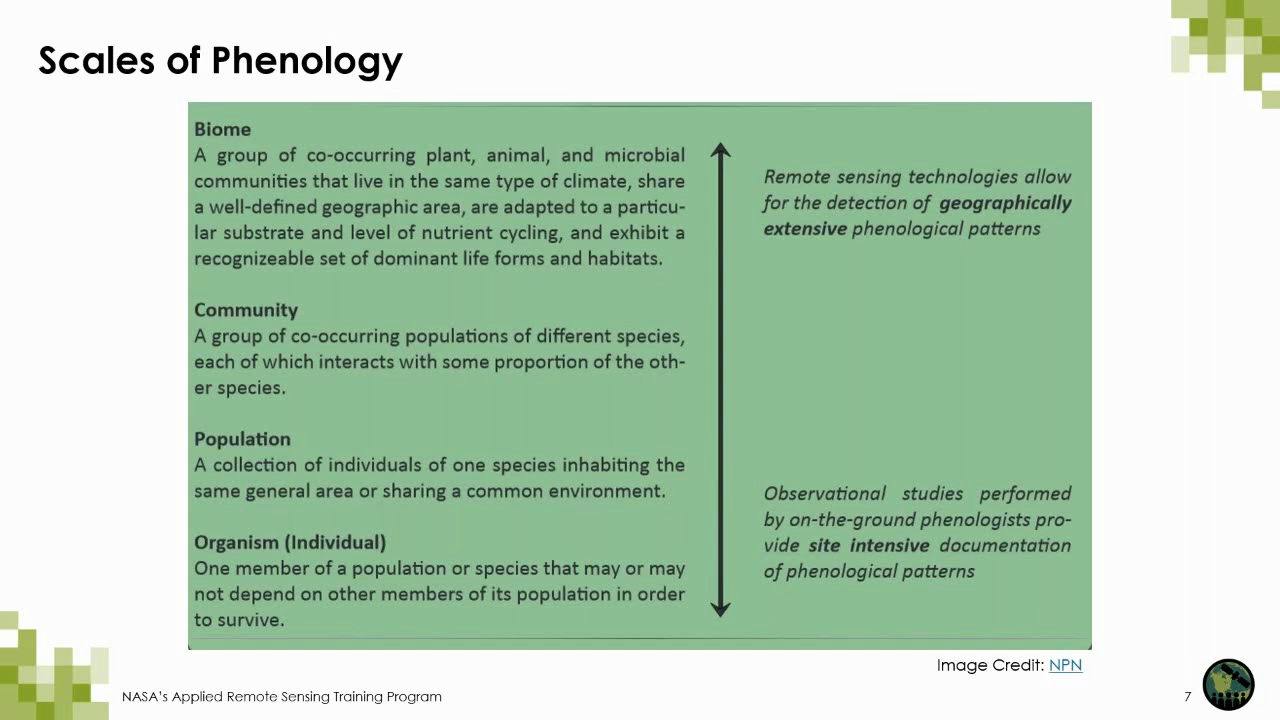 Scales of Phenology
Biome
A group of co-occurring plant, animal, and microbial
communities that live in the same type of climate, share
a well-defined geographic area, are adapted to a particu-
lar substrate and level of nutrient cycling, and exhibit a
recognizeable set of dominant life forms and habitats.
Community
A group of co-occurring populations of different species,
each of which interacts with some proportion of the oth-
er species.
Population
A collection of individuals of one species inhabiting the
same general area or sharing a common environment.
Organism (Individual)
One member of a population or species that may or may
not depend on other members of its population in order
to survive.
Remote sensing technologies allow
for the detection of geographically
extensive phenological patterns
Observational studies performed
by on-the-ground phenologists pro-
vide site intensive documentation
of phenological patterns
Image Credit: NPN
NASA's Applied Remote Sensing Training Program
7